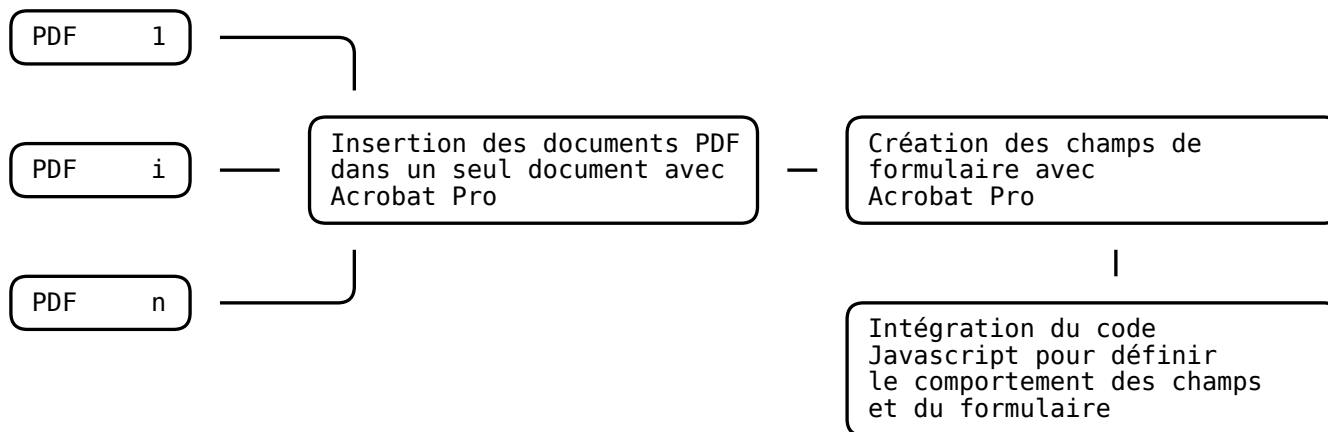 PDF 1
PDF i
PDF n
Insertion des documents PDF
dans un seul document avec
Acrobat Pro
Création des champs de
formulaire avec
Acrobat Pro
Intégration du code
Javascript pour définir
le comportement des champs
et du formulaire